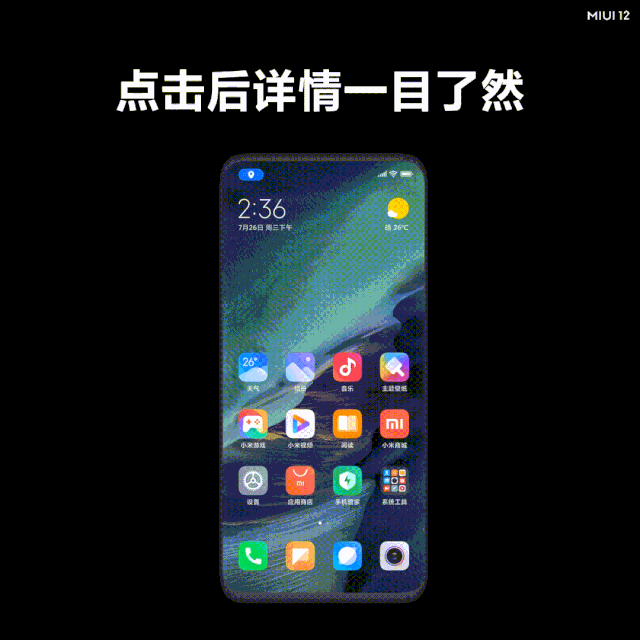 MIUI 12
点击后详情一目了然
2:36
7月26日 周三下午
26°C
26°
天气
相册
音乐
主题壁纸
小米游戏
小米视频
阅读
mi
小米商城
设置
mi
应用商店
手机管家
系统工具